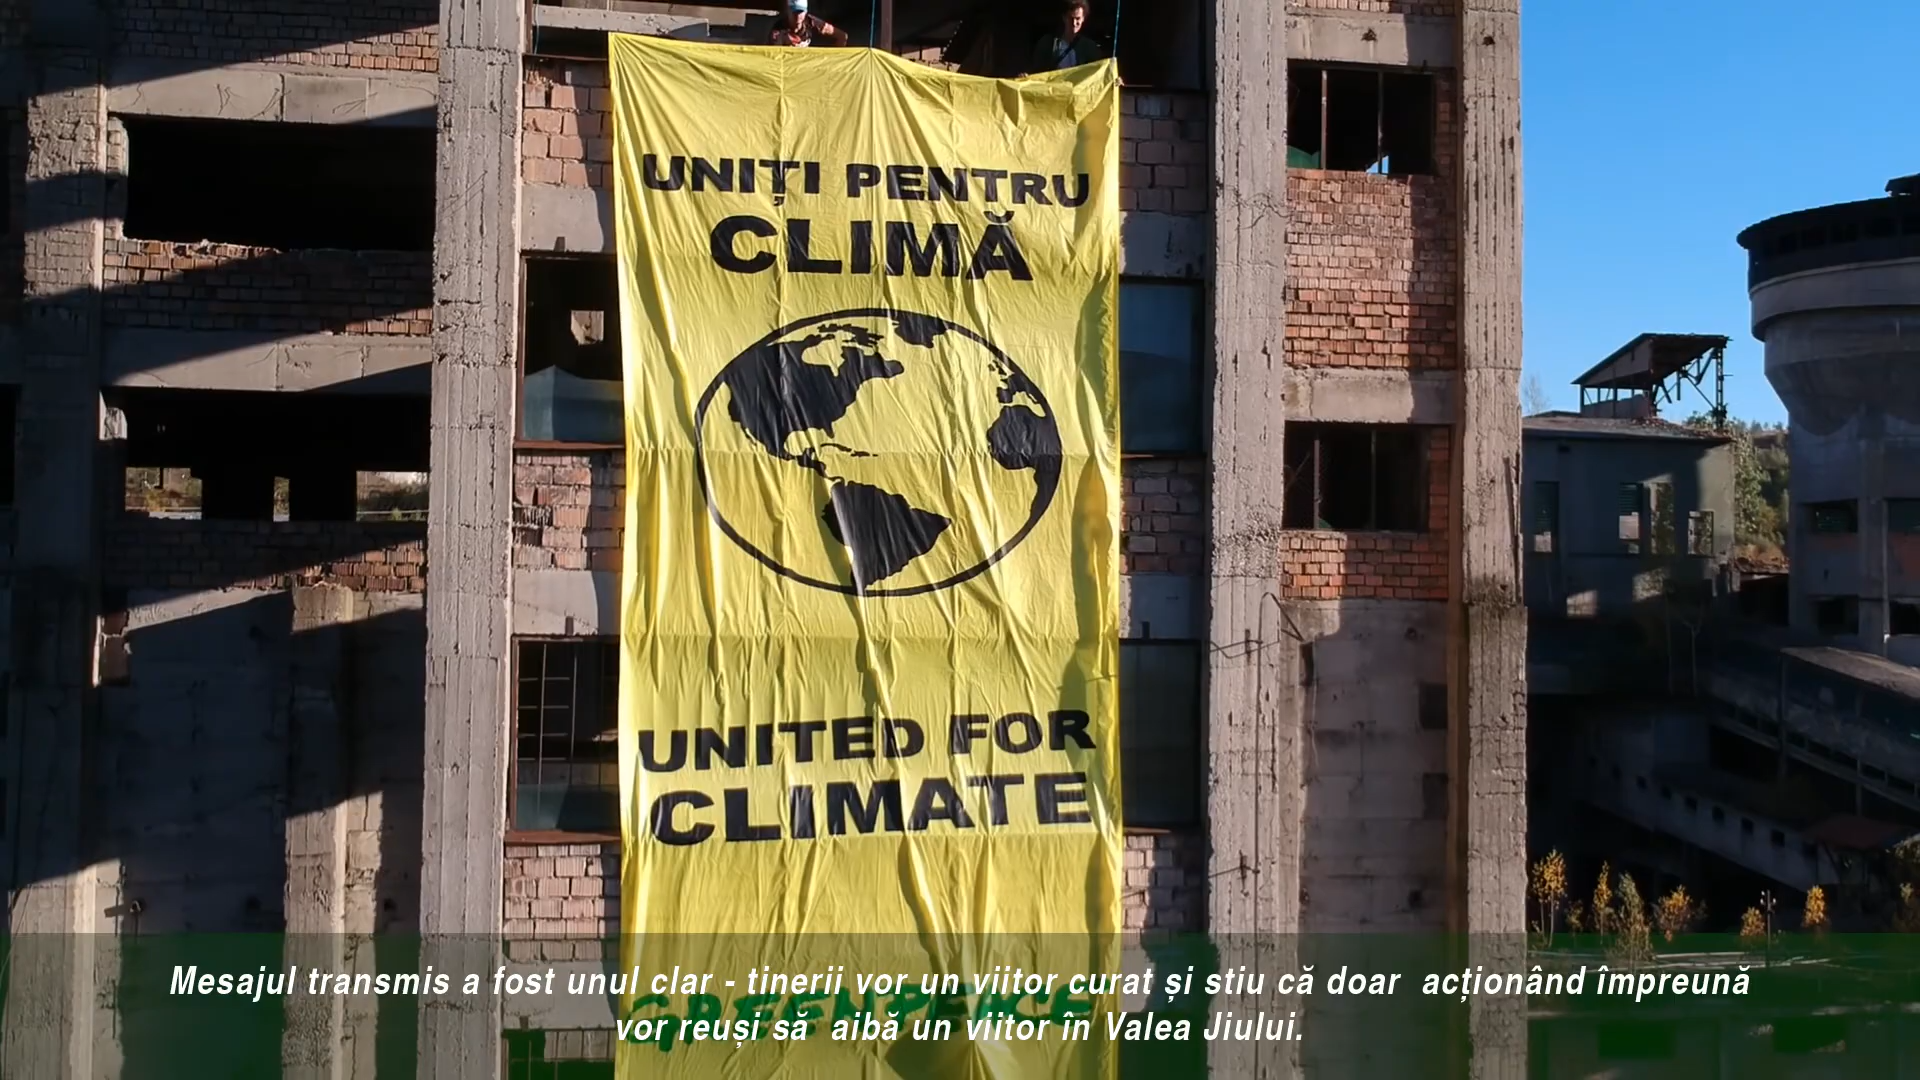 UNIȚI PENTRU
CLIMĂ
UNITED FOR
CLIMATE
GREENPEACE
Mesajul transmis a fost unul clar - tinerii vor un viitor curat și stiu că doar acționând împreună
vor reuși să aibă un viitor în Valea Jiului.